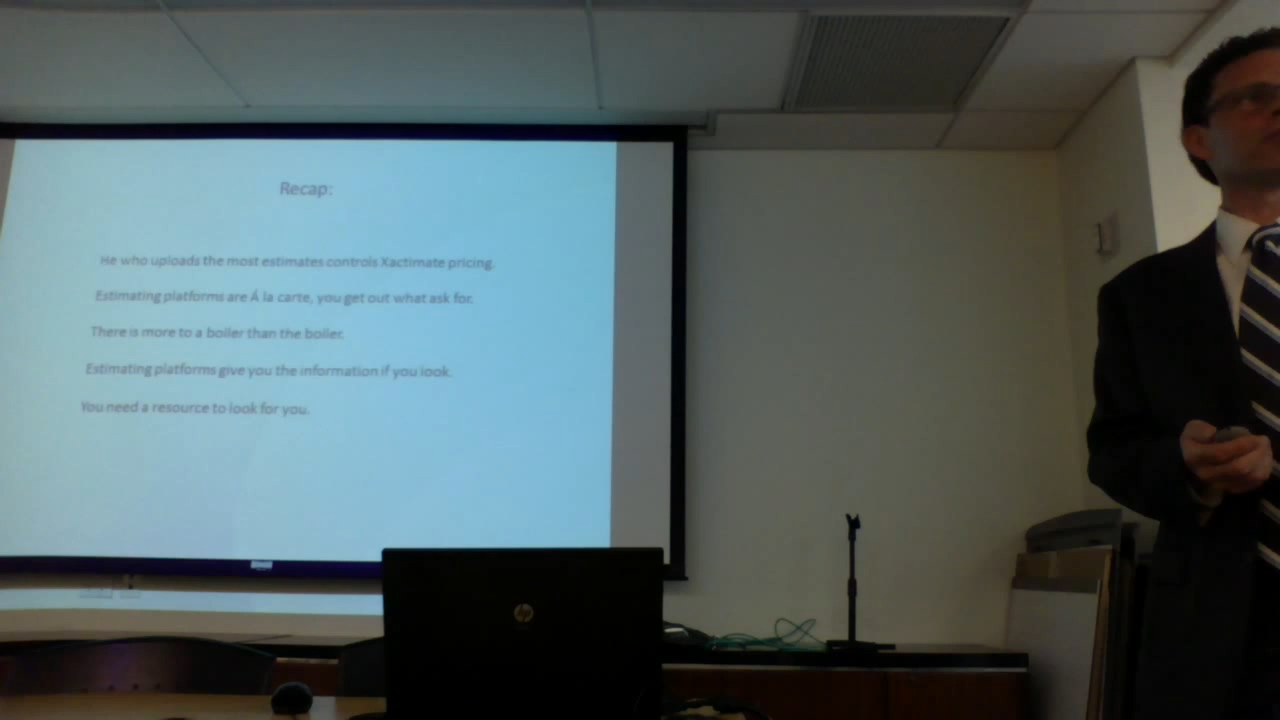 Recap:
He who uploads the most estimates controls Xactimate pricing.
Estimating platforms are Á la carte, you get out what ask for.
There is more to a boiler than the boiler.
Estimating platforms give you the information if you look.
You need a resource to look for you.
hp